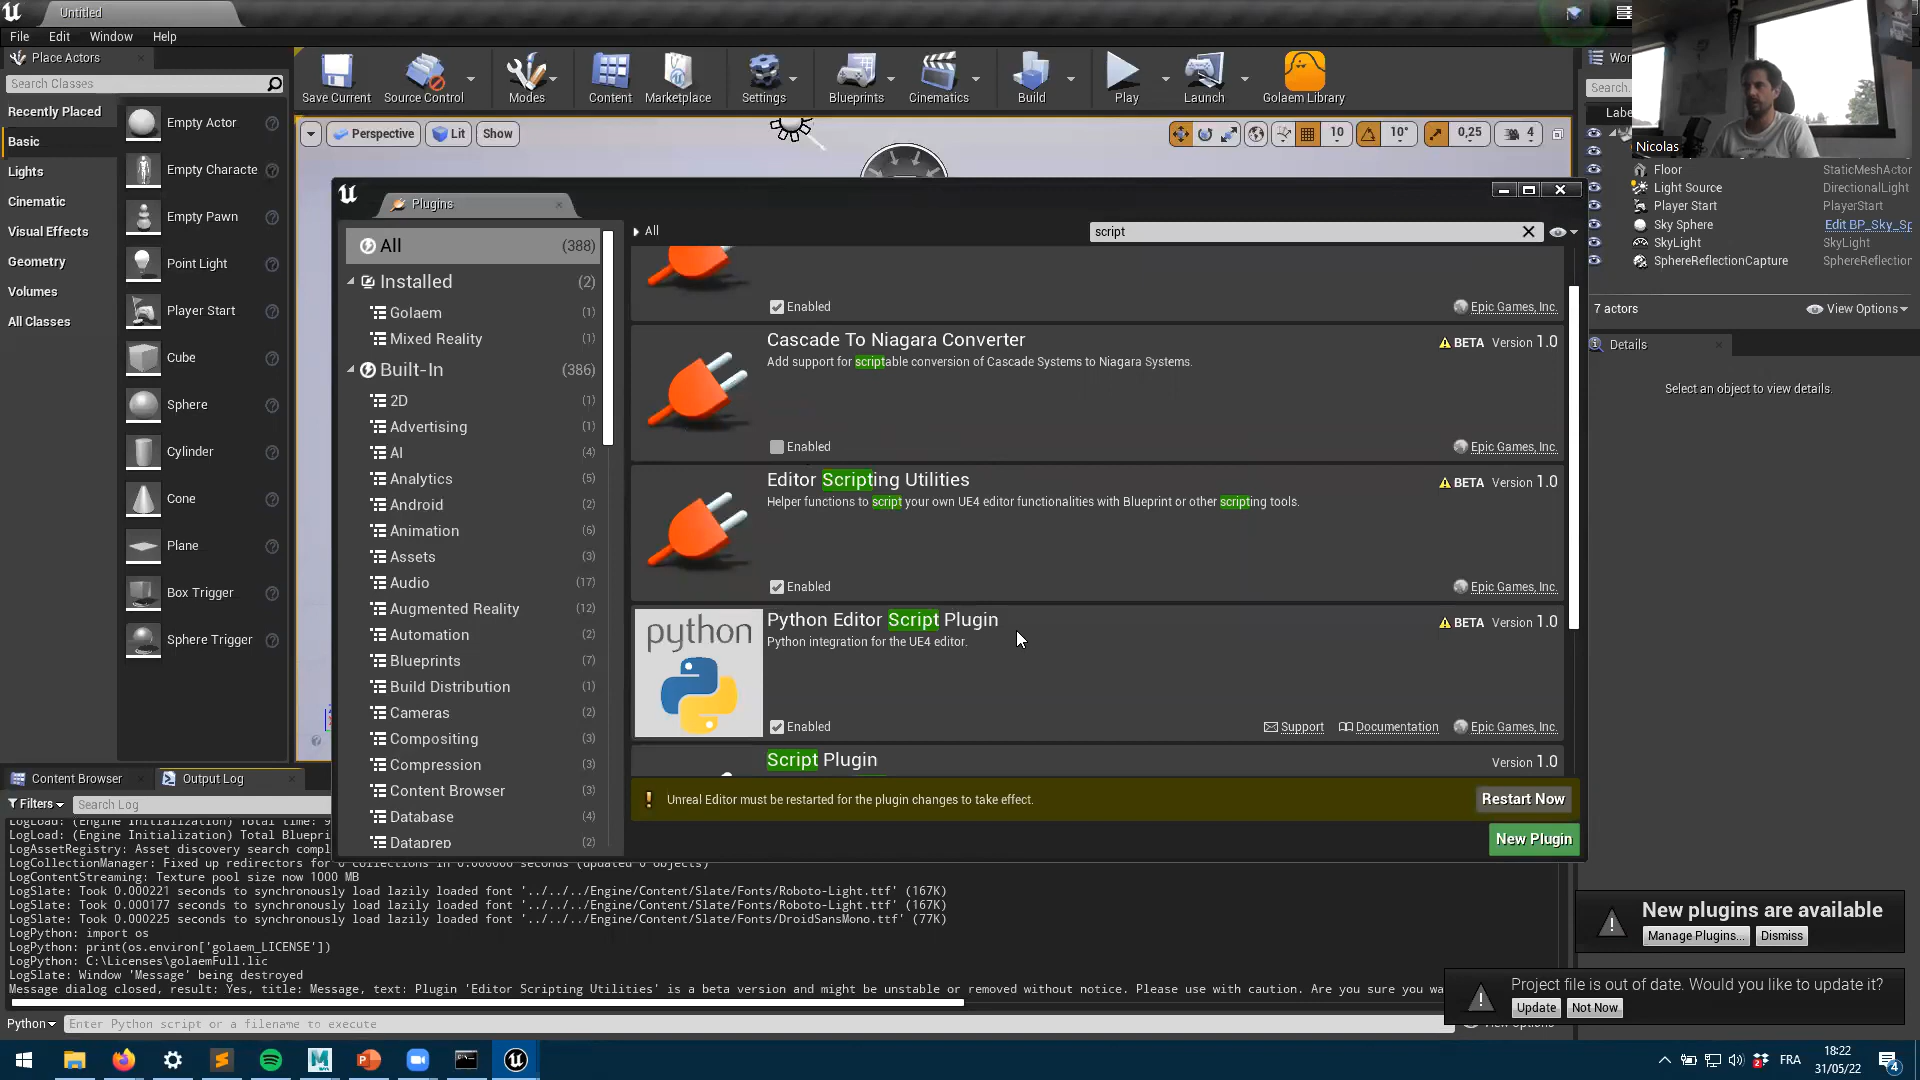 Untitled
File Edit Window Help
Place Actors
Search Classes
Recently Placed
Basic
Lights
Cinematic
Visual Effects
Geometry
Volumes
All Classes
Empty Actor
Empty Characte
Empty Pawn
Point Light
Player Start
Cube
Sphere
Cylinder
Cone
Plane
Box Trigger
Sphere Trigger
Save Current
Source Control
Modes
Content
Marketplace
Settings
Blueprints
Cinematics
Build
Play
Launch
Golaem Library
Perspective
Lit
Show
10
10°
0,25
4
Nicolas
Search.
7 actors
View Options
Floor StaticMeshActor
Light Source DirectionalLight
Player Start PlayerStart
Sky Sphere Edit BP_Sky_Sp
SkyLight SkyLight
SphereReflectionCapture SphereReflection
Details
Select an object to view details.
Plugins
All (388)
Installed (2)
Golaem (1)
Mixed Reality (1)
Built-In (386)
2D (1)
Advertising (1)
AI (4)
Analytics (5)
Android (2)
Animation (6)
Assets (3)
Audio (17)
Augmented Reality (12)
Automation (2)
Blueprints (7)
Build Distribution (1)
Cameras (2)
Compositing (3)
Compression (3)
Content Browser (3)
Database (4)
Dataprep (2)
All
script
Enabled
Epic Games, Inc.
Cascade To Niagara Converter
BETA Version 1.0
Add support for scriptable conversion of Cascade Systems to Niagara Systems.
Enabled
Epic Games, Inc.
Editor Scripting Utilities
BETA Version 1.0
Helper functions to script your own UE4 editor functionalities with Blueprint or other scripting tools.
Enabled
Epic Games, Inc.
python
Python Editor Script Plugin
BETA Version 1.0
Python integration for the UE4 editor.
Enabled
Support Documentation Epic Games, Inc.
Script Plugin
Version 1.0
Unreal Editor must be restarted for the plugin changes to take effect.
Restart Now
New Plugin
Content Browser
Output Log
Filters
Search Log
LogLoad: (Engine Initialization) Total time: 9
LogLoad: (Engine Initialization) Total Bluepri
LogAssetRegistry: Asset discovery search compl
LogCollectionManager: Fixed up redirectors for 0 collections in 0.000000 seconds (updated 0 objects)
LogContentStreaming: Texture pool size now 1000 MB
LogSlate: Took 0.000221 seconds to synchronously load lazily loaded font '../../../Engine/Content/Slate/Fonts/Roboto-Light.ttf' (167K)
LogSlate: Took 0.000177 seconds to synchronously load lazily loaded font '../../../Engine/Content/Slate/Fonts/Roboto-Light.ttf' (167K)
LogSlate: Took 0.000225 seconds to synchronously load lazily loaded font '../../../Engine/Content/Slate/Fonts/DroidSansMono.ttf' (77K)
LogPython: import os
LogPython: print(os.environ['golaem_LICENSE'])
LogPython: C:\Licenses\golaemFull.lic
LogSlate: Window 'Message' being destroyed
Message dialog closed, result: Yes, title: Message, text: Plugin 'Editor Scripting Utilities' is a beta version and might be unstable or removed without notice. Please use with caution. Are you sure you wa
Python
Enter Python script or a filename to execute
New plugins are available
Manage Plugins...
Dismiss
Project file is out of date. Would you like to update it?
Update
Not Now
FRA
18:22
31/05/22
4